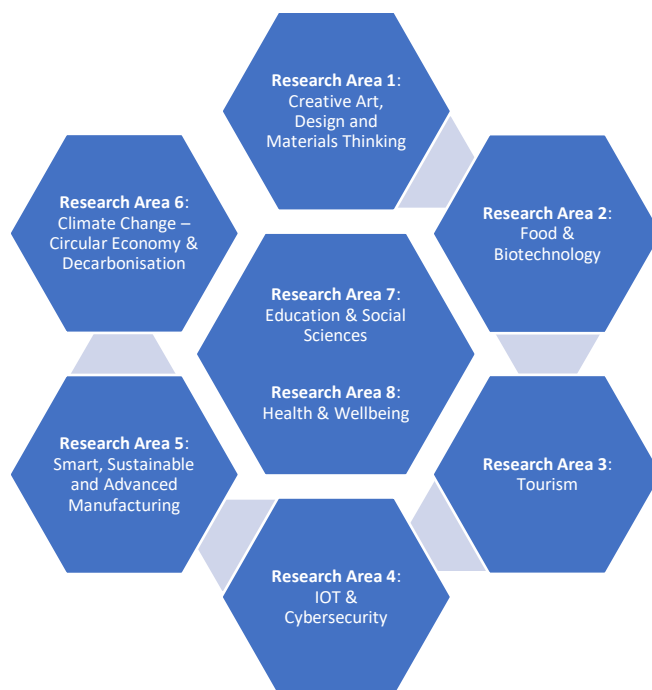 Research Area 1:
Creative Art,
Design and
Materials Thinking
Research Area 2:
Food &
Biotechnology
Research Area 3:
Tourism
Research Area 4:
IOT &
Cybersecurity
Research Area 5:
Smart, Sustainable
and Advanced
Manufacturing
Research Area 6:
Climate Change –
Circular Economy &
Decarbonisation
Research Area 7:
Education & Social
Sciences
Research Area 8:
Health & Wellbeing